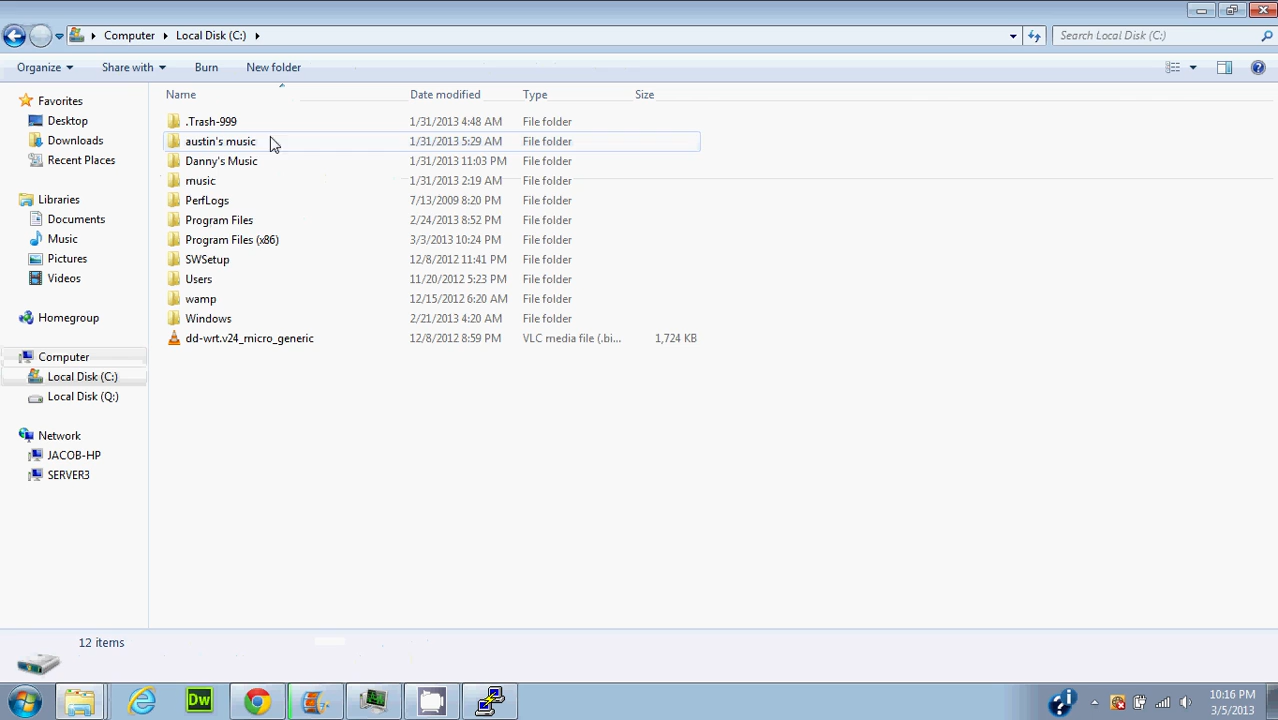 Computer Local Disk (C:) Search Local Disk (C:)
Organize Share with Burn New folder
Name Date modified Type Size
Favorites
Desktop
Downloads
Recent Places
Libraries
Documents
Music
Pictures
Videos
Homegroup
Computer
Local Disk (C:)
Local Disk (Q:)
Network
JACOB-HP
SERVER3
.Trash-999 1/31/2013 4:48 AM File folder
austin's music 1/31/2013 5:29 AM File folder
Danny's Music 1/31/2013 11:03 PM File folder
music 1/31/2013 2:19 AM File folder
PerfLogs 7/13/2009 8:20 PM File folder
Program Files 2/24/2013 8:52 PM File folder
Program Files (x86) 3/3/2013 10:24 PM File folder
SWSetup 12/8/2012 11:41 PM File folder
Users 11/20/2012 5:23 PM File folder
wamp 12/15/2012 6:20 AM File folder
Windows 2/21/2013 4:20 AM File folder
dd-wrt.v24_micro_generic 12/8/2012 8:59 PM VLC media file (.bi... 1,724 KB
12 items
Dw
10:16 PM
3/5/2013